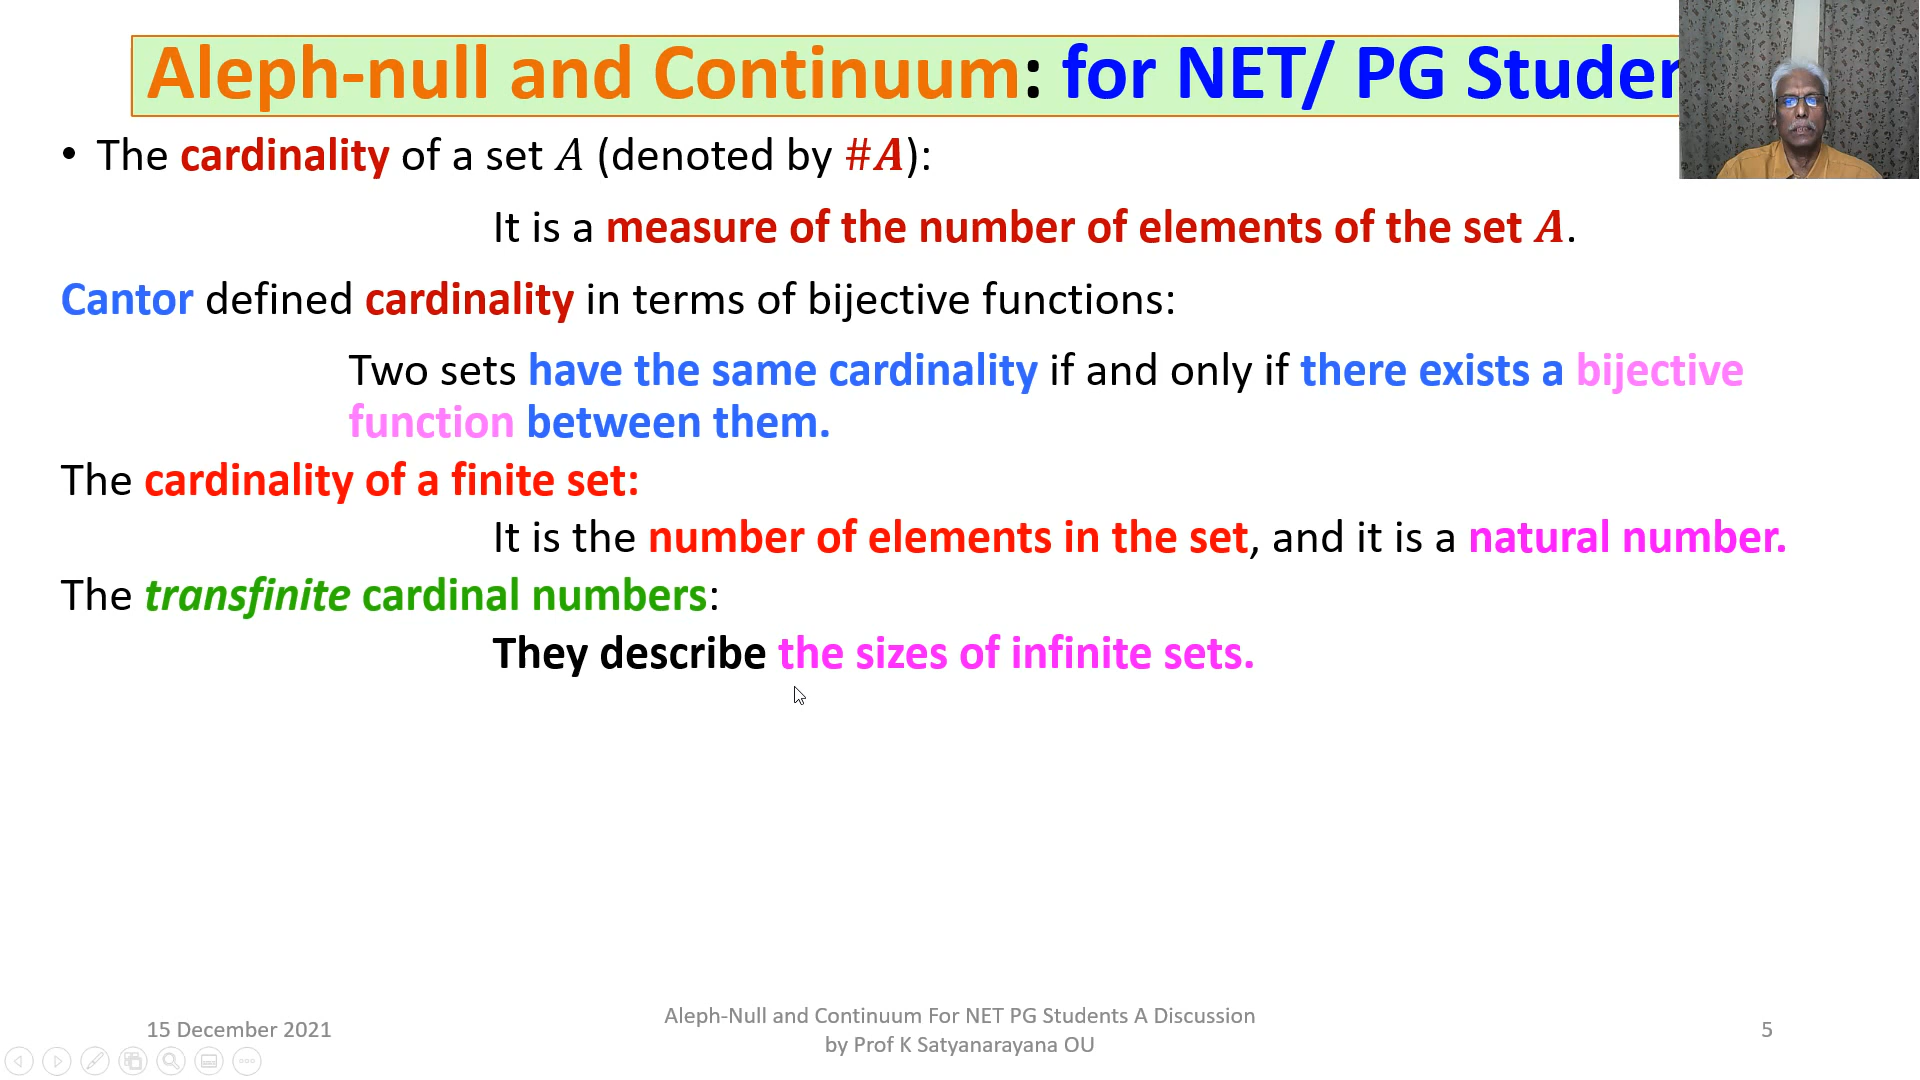 Aleph-null and Continuum: for NET/ PG Studen
• The cardinality of a set A (denoted by #A):
It is a measure of the number of elements of the set A.
Cantor defined cardinality in terms of bijective functions:
Two sets have the same cardinality if and only if there exists a bijective
function between them.
The cardinality of a finite set:
It is the number of elements in the set, and it is a natural number.
The transfinite cardinal numbers:
They describe the sizes of infinite sets.
15 December 2021
Aleph-Null and Continuum For NET PG Students A Discussion
by Prof K Satyanarayana OU
5